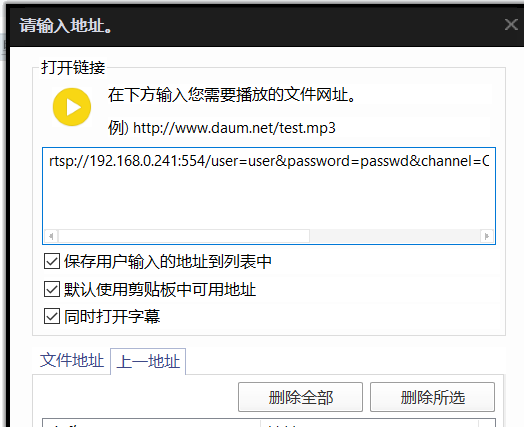 请输入地址。
打开链接
在下方输入您需要播放的文件网址。
例) http://www.daum.net/test.mp3
rtsp://192.168.0.241:554/user=user&password=passwd&channel=
保存用户输入的地址到列表中
默认使用剪贴板中可用地址
同时打开字幕
文件地址 上一地址
删除全部 删除所选